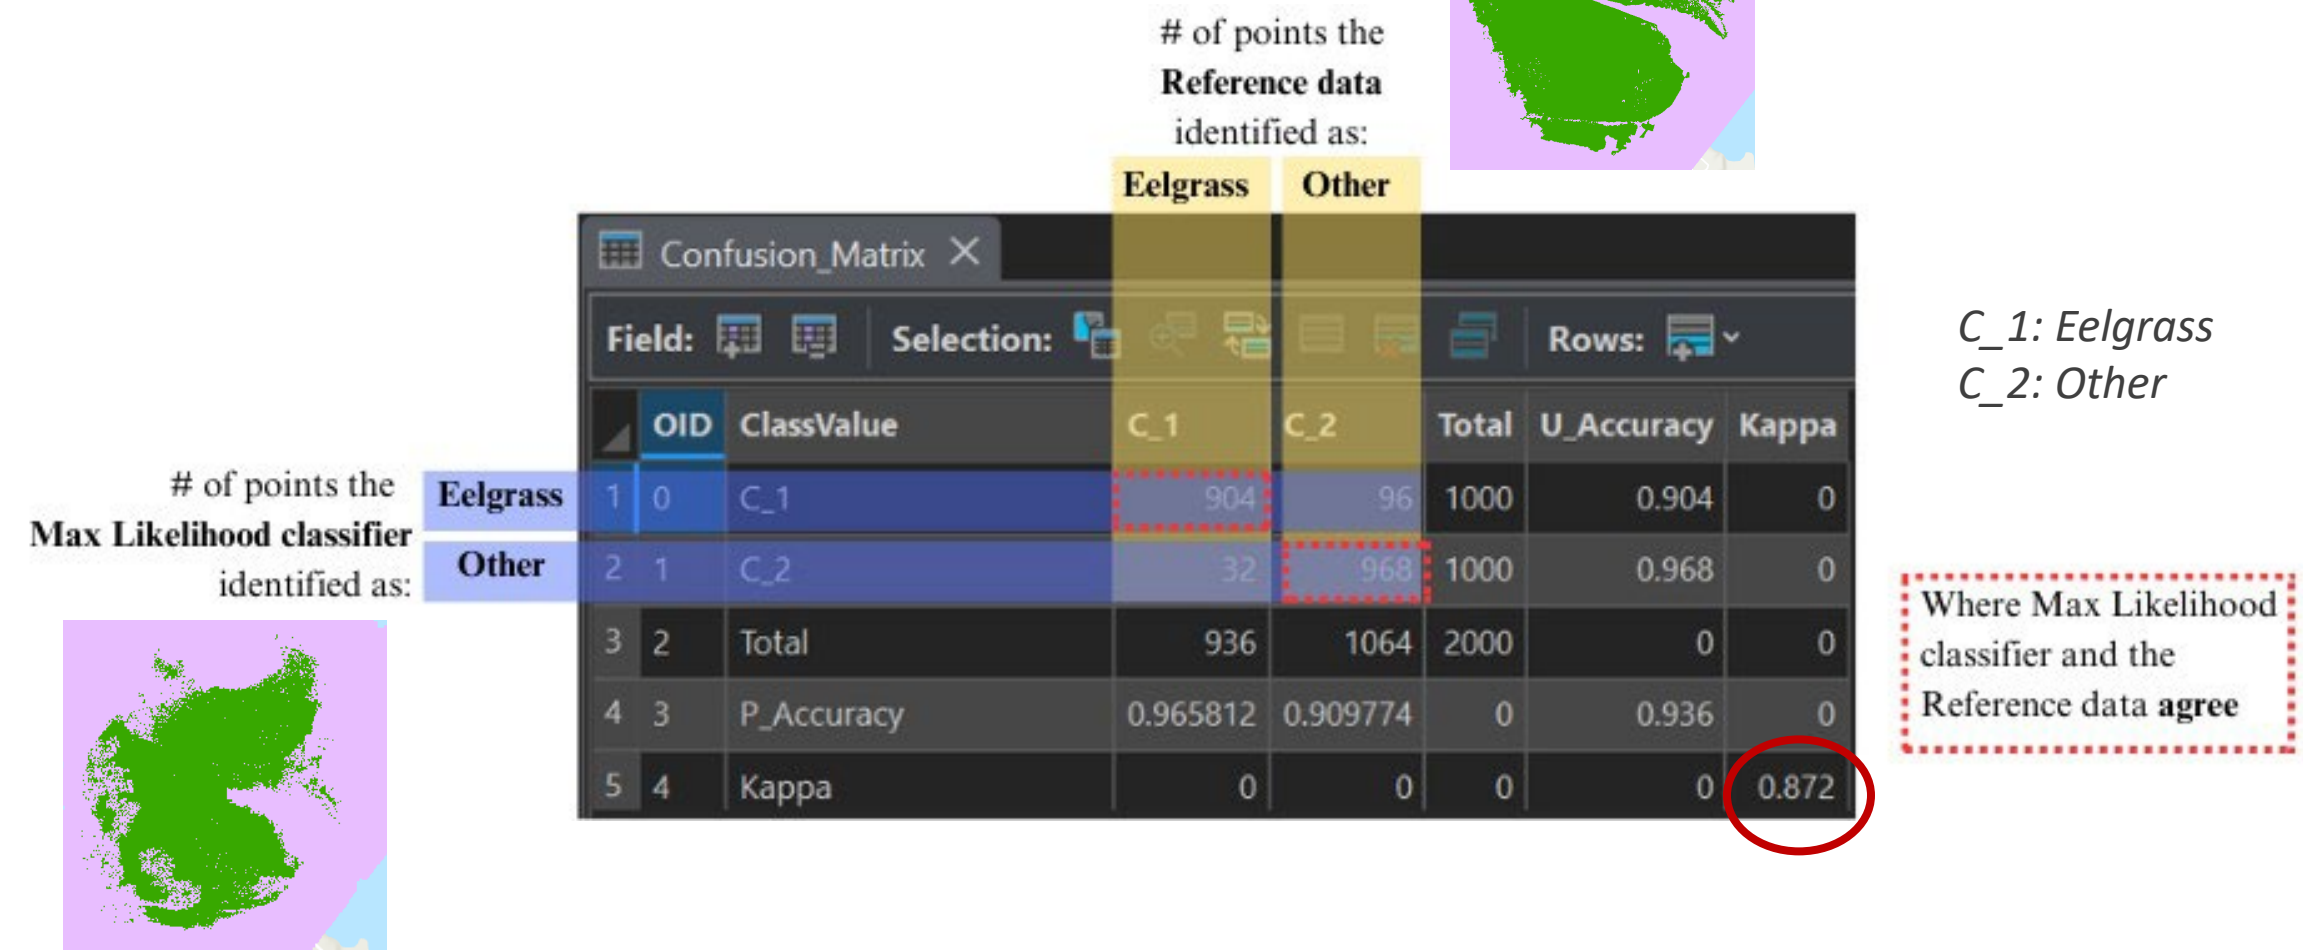 # of points the
Reference data
identified as:
Eelgrass Other
Confusion_Matrix
Field: Selection: Rows:
C_1: Eelgrass
C_2: Other
OID ClassValue C_1 C_2 Total U_Accuracy Kappa
# of points the
Max Likelihood classifier
identified as:
Eelgrass 1 0 C_1 904 96 1000 0.904 0
Other 2 1 C_2 32 968 1000 0.968 0
3 2 Total 936 1064 2000 0 0
4 3 P_Accuracy 0.965812 0.909774 0 0.936 0
5 4 Kappa 0 0 0 0 0.872
Where Max Likelihood
classifier and the
Reference data agree